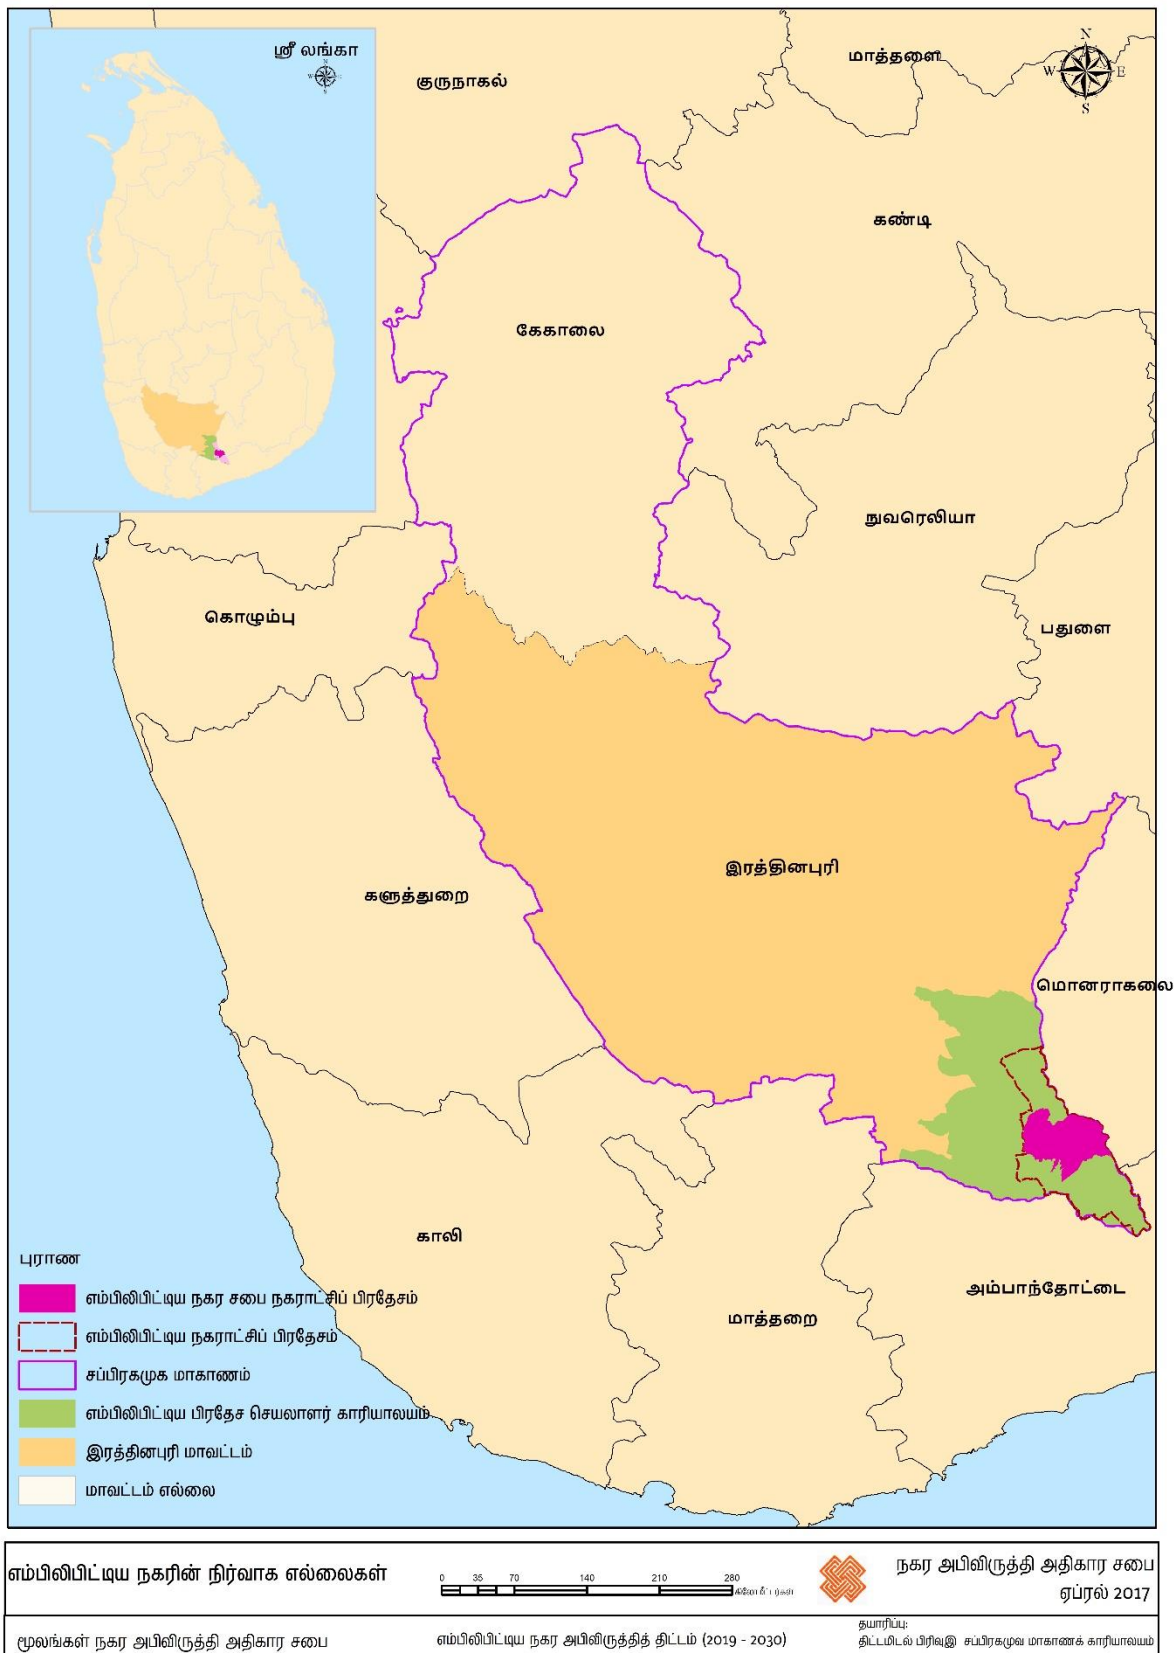 ஸ்ரீ லங்கா
N
W E
S
குருநாகல்
மாத்தளை
N
W E
S
கண்டி
கேகாலை
நுவரெலியா
கொழும்பு
பதுளை
இரத்தினபுரி
களுத்துறை
மொனராகலை
காலி
அம்பாந்தோட்டை
மாத்தறை
புராண
எம்பிலிபிட்டிய நகர சபை நகராட்சிப் பிரதேசம்
எம்பிலிபிட்டிய நகராட்சிப் பிரதேசம்
சப்பிரகமுக மாகாணம்
எம்பிலிபிட்டிய பிரதேச செயலாளர் காரியாலயம்
இரத்தினபுரி மாவட்டம்
மாவட்டம் எல்லை
எம்பிலிபிட்டிய நகரின் நிர்வாக எல்லைகள்
0 35 70 140 210 280
நகர அபிவிருத்தி அதிகார சபை
ஏப்ரல் 2017
மூலங்கள் நகர அபிவிருத்தி அதிகார சபை
எம்பிலிபிட்டிய நகர அபிவிருத்தித் திட்டம் (2019 - 2030)
தயாரிப்பு:
திட்டமிடல் பிரிவுஇ சப்பிரகமுவ மாகாணக் காரியாலயம்